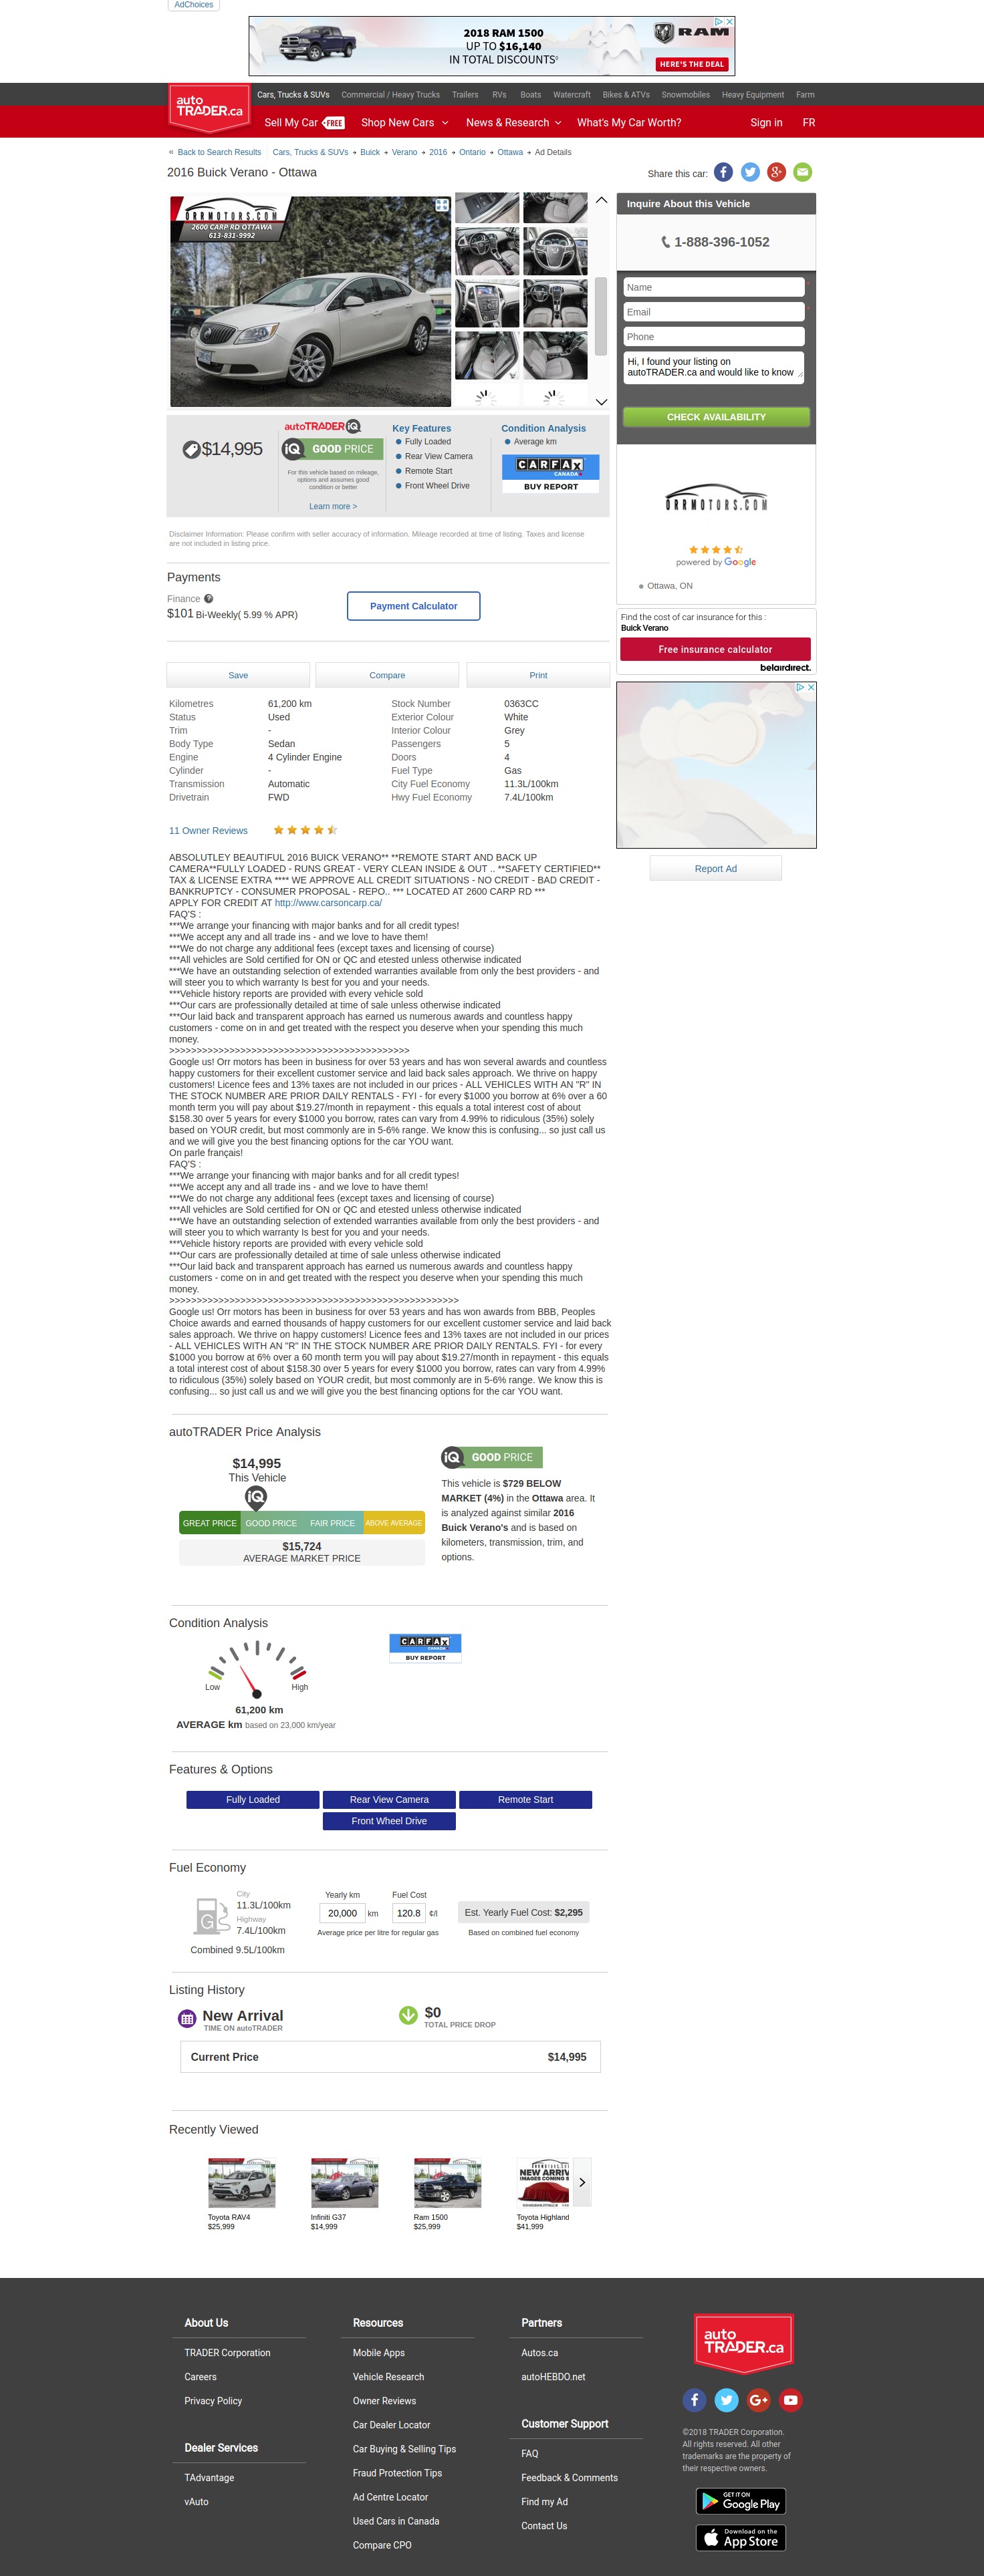 AdChoices
2018 RAM 1500
UP TO $16,140
IN TOTAL DISCOUNTS◊
RAM
HERE'S THE DEAL
auto
TRADER.ca
Cars, Trucks & SUVs Commercial / Heavy Trucks Trailers RVs Boats Watercraft Bikes & ATVs Snowmobiles Heavy Equipment Farm
Sell My Car FREE Shop New Cars News & Research What's My Car Worth? Sign in FR
« Back to Search Results Cars, Trucks & SUVs Buick Verano 2016 Ontario Ottawa Ad Details
2016 Buick Verano - Ottawa
Share this car:
ORRMOTORS.COM
2600 CARP RD OTTAWA
613-831-9992
Inquire About this Vehicle
1-888-396-1052
Name
Email
Phone
Hi, I found your listing on
autoTRADER.ca and would like to know
CHECK AVAILABILITY
$14,995
autoTRADER iQ
iQ GOOD PRICE
For this vehicle based on mileage,
options and assumes good
condition or better
Learn more >
Key Features
Fully Loaded
Rear View Camera
Remote Start
Front Wheel Drive
Condition Analysis
Average km
CARFAX
CANADA
BUY REPORT
ORRMOTORS.COM
powered by Google
Ottawa, ON
Disclaimer Information: Please confirm with seller accuracy of information. Mileage recorded at time of listing. Taxes and license
are not included in listing price.
Payments
Finance ?
$101 Bi-Weekly( 5.99 % APR)
Payment Calculator
Find the cost of car insurance for this :
Buick Verano
Free insurance calculator
belairdirect.
Save Compare Print
Kilometres 61,200 km Stock Number 0363CC
Status Used Exterior Colour White
Trim - Interior Colour Grey
Body Type Sedan Passengers 5
Engine 4 Cylinder Engine Doors 4
Cylinder - Fuel Type Gas
Transmission Automatic City Fuel Economy 11.3L/100km
Drivetrain FWD Hwy Fuel Economy 7.4L/100km
11 Owner Reviews
Report Ad
ABSOLUTLEY BEAUTIFUL 2016 BUICK VERANO** **REMOTE START AND BACK UP
CAMERA**FULLY LOADED - RUNS GREAT - VERY CLEAN INSIDE & OUT .. **SAFETY CERTIFIED**
TAX & LICENSE EXTRA **** WE APPROVE ALL CREDIT SITUATIONS - NO CREDIT - BAD CREDIT -
BANKRUPTCY - CONSUMER PROPOSAL - REPO.. *** LOCATED AT 2600 CARP RD ***
APPLY FOR CREDIT AT http://www.carsoncarp.ca/
FAQ'S :
***We arrange your financing with major banks and for all credit types!
***We accept any and all trade ins - and we love to have them!
***We do not charge any additional fees (except taxes and licensing of course)
***All vehicles are Sold certified for ON or QC and etested unless otherwise indicated
***We have an outstanding selection of extended warranties available from only the best providers - and
will steer you to which warranty Is best for you and your needs.
***Vehicle history reports are provided with every vehicle sold
***Our cars are professionally detailed at time of sale unless otherwise indicated
***Our laid back and transparent approach has earned us numerous awards and countless happy
customers - come on in and get treated with the respect you deserve when your spending this much
money.
>>>>>>>>>>>>>>>>>>>>>>>>>>>>>>>>>>>>>>>>>>>>
Google us! Orr motors has been in business for over 53 years and has won several awards and countless
happy customers for their excellent customer service and laid back sales approach. We thrive on happy
customers! Licence fees and 13% taxes are not included in our prices - ALL VEHICLES WITH AN "R" IN
THE STOCK NUMBER ARE PRIOR DAILY RENTALS - FYI - for every $1000 you borrow at 6% over a 60
month term you will pay about $19.27/month in repayment - this equals a total interest cost of about
$158.30 over 5 years for every $1000 you borrow, rates can vary from 4.99% to ridiculous (35%) solely
based on YOUR credit, but most commonly are in 5-6% range. We know this is confusing... so just call us
and we will give you the best financing options for the car YOU want.
On parle français!
FAQ'S :
***We arrange your financing with major banks and for all credit types!
***We accept any and all trade ins - and we love to have them!
***We do not charge any additional fees (except taxes and licensing of course)
***All vehicles are Sold certified for ON or QC and etested unless otherwise indicated
***We have an outstanding selection of extended warranties available from only the best providers - and
will steer you to which warranty Is best for you and your needs.
***Vehicle history reports are provided with every vehicle sold
***Our cars are professionally detailed at time of sale unless otherwise indicated
***Our laid back and transparent approach has earned us numerous awards and countless happy
customers - come on in and get treated with the respect you deserve when your spending this much
money.
>>>>>>>>>>>>>>>>>>>>>>>>>>>>>>>>>>>>>>>>>>>>>>>>>>>>>
Google us! Orr motors has been in business for over 53 years and has won awards from BBB, Peoples
Choice awards and earned thousands of happy customers for our excellent customer service and laid back
sales approach. We thrive on happy customers! Licence fees and 13% taxes are not included in our prices
- ALL VEHICLES WITH AN "R" IN THE STOCK NUMBER ARE PRIOR DAILY RENTALS. FYI - for every
$1000 you borrow at 6% over a 60 month term you will pay about $19.27/month in repayment - this equals
a total interest cost of about $158.30 over 5 years for every $1000 you borrow, rates can vary from 4.99%
to ridiculous (35%) solely based on YOUR credit, but most commonly are in 5-6% range. We know this is
confusing... so just call us and we will give you the best financing options for the car YOU want.
autoTRADER Price Analysis
$14,995
This Vehicle
iQ
GREAT PRICE GOOD PRICE FAIR PRICE ABOVE AVERAGE
$15,724
AVERAGE MARKET PRICE
iQ GOOD PRICE
This vehicle is $729 BELOW
MARKET (4%) in the Ottawa area. It
is analyzed against similar 2016
Buick Verano's and is based on
kilometers, transmission, trim, and
options.
Condition Analysis
Low High
61,200 km
AVERAGE km based on 23,000 km/year
CARFAX
CANADA
BUY REPORT
Features & Options
Fully Loaded Rear View Camera Remote Start
Front Wheel Drive
Fuel Economy
City
11.3L/100km
Highway
7.4L/100km
Combined 9.5L/100km
G
Yearly km Fuel Cost
20,000 km 120.8 ¢/l
Average price per litre for regular gas
Est. Yearly Fuel Cost: $2,295
Based on combined fuel economy
Listing History
New Arrival
TIME ON autoTRADER
$0
TOTAL PRICE DROP
Current Price $14,995
Recently Viewed
NEW ARRIV
IMAGES COMING S
Toyota RAV4
$25,999
Infiniti G37
$14,999
Ram 1500
$25,999
Toyota Highland
$41,999
About Us
TRADER Corporation
Careers
Privacy Policy
Dealer Services
TAdvantage
vAuto
Resources
Mobile Apps
Vehicle Research
Owner Reviews
Car Dealer Locator
Car Buying & Selling Tips
Fraud Protection Tips
Ad Centre Locator
Used Cars in Canada
Compare CPO
Partners
Autos.ca
autoHEBDO.net
Customer Support
FAQ
Feedback & Comments
Find my Ad
Contact Us
auto
TRADER.ca
©2018 TRADER Corporation.
All rights reserved. All other
trademarks are the property of
their respective owners.
GET IT ON
Google Play
Download on the
App Store